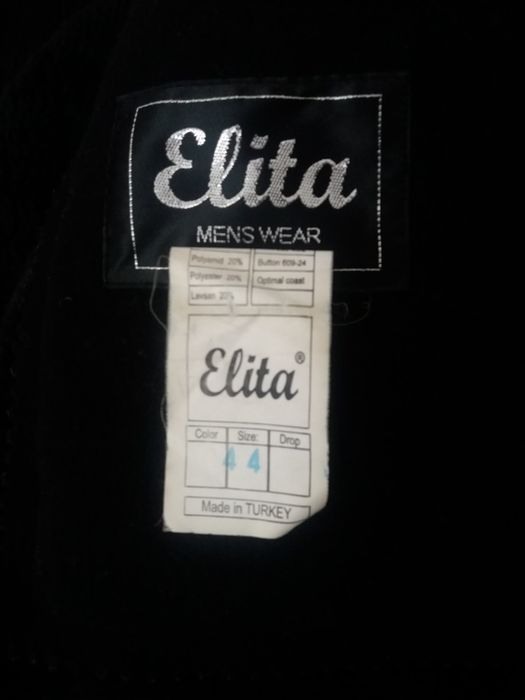 Elita
MENS WEAR
Polyamid 20%
Button 609-24
Polyester 20%
Optimal coast
Lawsan 20%
Elita®
Color Size: Drop
44
Made in TURKEY